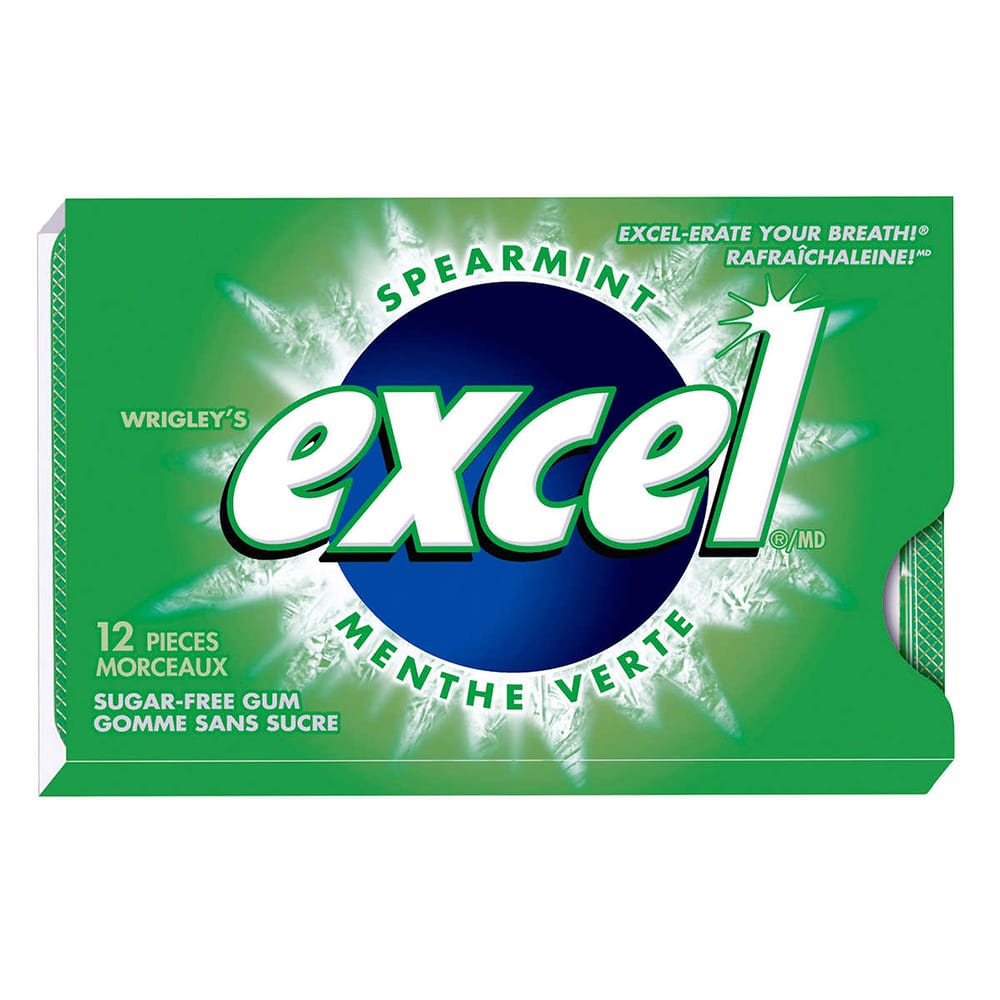 EXCEL-ERATE YOUR BREATH!®
RAFRAÎCHALEINE!MD
SPEARMINT
WRIGLEY'S
excel
®/MD
MENTHE VERTE
12 PIECES
MORCEAUX
SUGAR-FREE GUM
GOMME SANS SUCRE